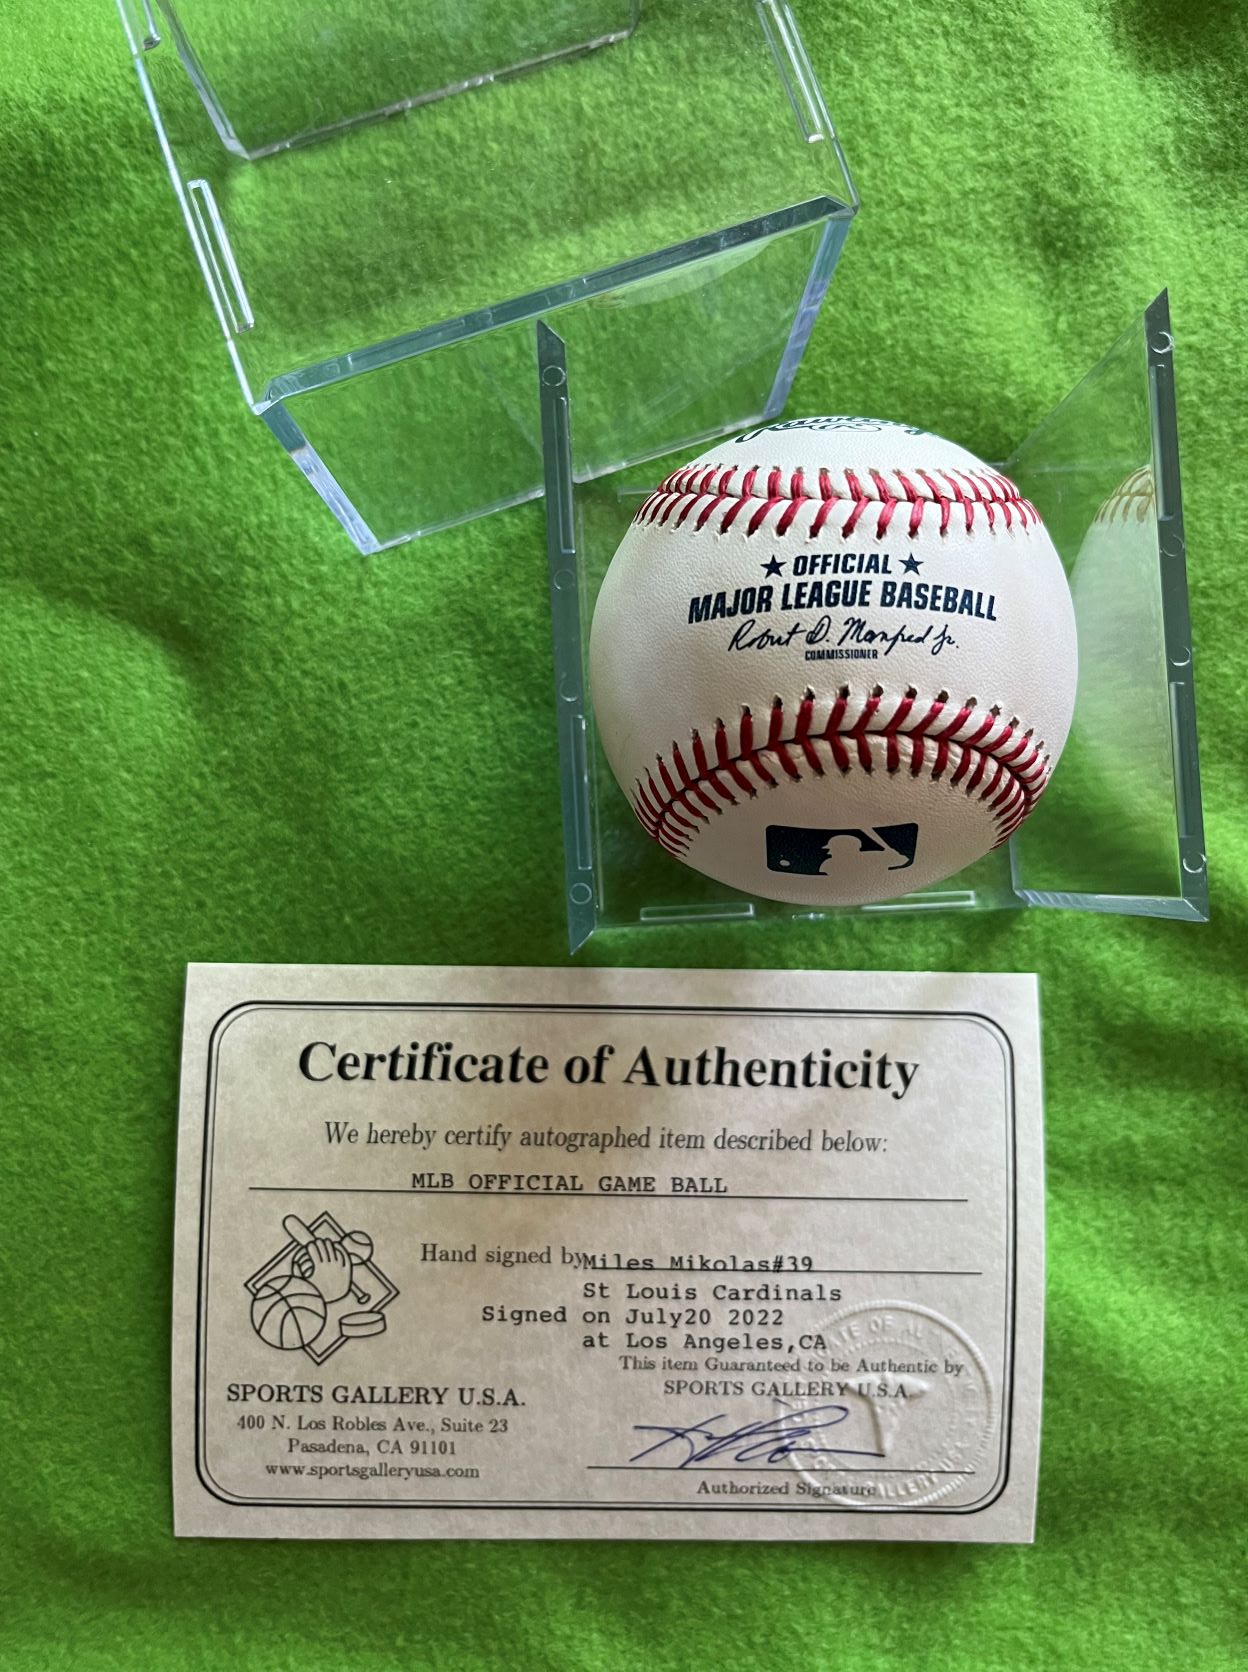 Rawlings
★ OFFICIAL ★
MAJOR LEAGUE BASEBALL
Robert D. Manfred Jr.
COMMISSIONER
Certificate of Authenticity
We hereby certify autographed item described below:
MLB OFFICIAL GAME BALL
Hand signed by Miles Mikolas#39
St Louis Cardinals
Signed on July20 2022
at Los Angeles,CA
This item Guaranteed to be Authentic by
SPORTS GALLERY U.S.A.
SPORTS GALLERY U.S.A.
400 N. Los Robles Ave., Suite 23
Pasadena, CA 91101
www.sportsgalleryusa.com
Authorized Signature